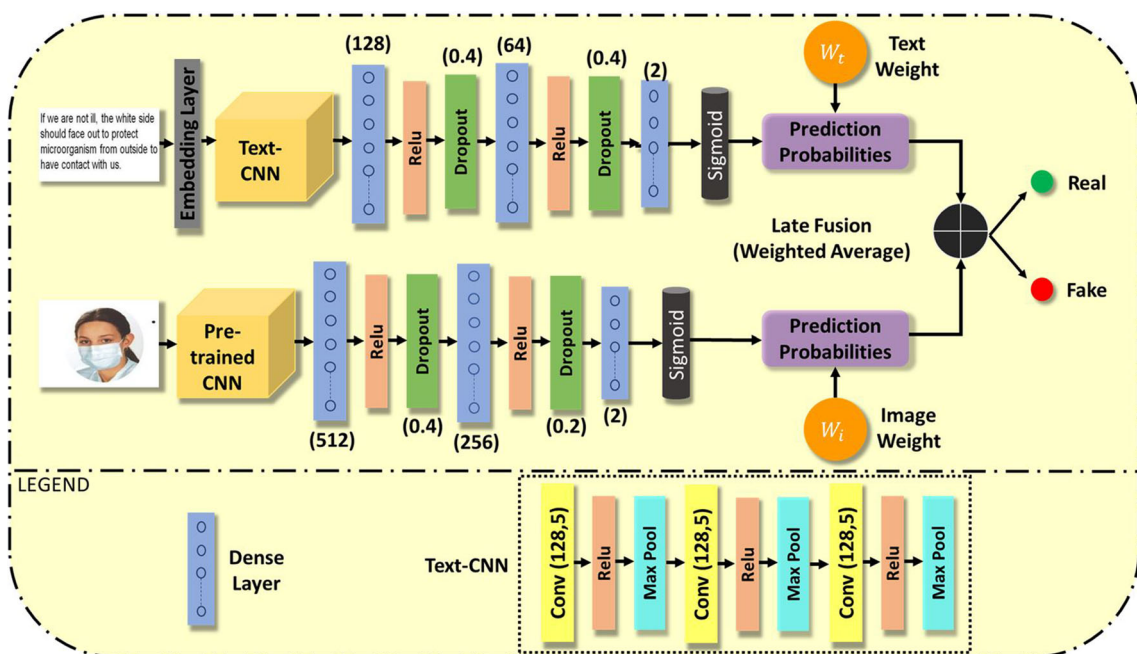 (128)
(0.4)
(64)
(0.4)
(2)
W_t
Text
Weight
If we are not ill, the white side
should face out to protect
microorganism from outside to
have contact with us.
Embedding Layer
Text-
CNN
Relu
Dropout
Relu
Dropout
Sigmoid
Prediction
Probabilities
Real
Late Fusion
(Weighted Average)
Fake
Pre-
trained
CNN
Relu
Dropout
Relu
Dropout
Sigmoid
Prediction
Probabilities
(512)
(0.4)
(256)
(0.2)
(2)
W_i
Image
Weight
LEGEND
Dense
Layer
Text-CNN
Conv (128,5)
Relu
Max Pool
Conv (128,5)
Relu
Max Pool
Conv (128,5)
Relu
Max Pool